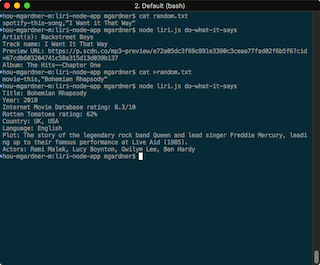 2. Default (bash)
hou-mgardner-m:liri-node-app mgardner$ cat random.txt
spotify-this-song,"I want it That Way"
hou-mgardner-m:liri-node-app mgardner$ node liri.js do-what-it-says
Artist(s): Backstreet Boys
Track name: I Want It That Way
Preview URL: https://p.scdn.co/mp3-preview/e72a05dc3f69c891e3390c3ceaa77fad02f6b5f6?cid
=67cdb603204741c58a315d13d039b137
Album: The Hits--Chapter One
hou-mgardner-m:liri-node-app mgardner$ cat >random.txt
movie-this,"Bohemian Rhapsody"
hou-mgardner-m:liri-node-app mgardner$ node liri.js do-what-it-says
Title: Bohemian Rhapsody
Year: 2018
Internet Movie Database rating: 8.3/10
Rotten Tomatoes rating: 62%
Country: UK, USA
Language: English
Plot: The story of the legendary rock band Queen and lead singer Freddie Mercury, leadi
ng up to their famous performance at Live Aid (1985).
Actors: Rami Malek, Lucy Boynton, Gwilym Lee, Ben Hardy
hou-mgardner-m:liri-node-app mgardner$